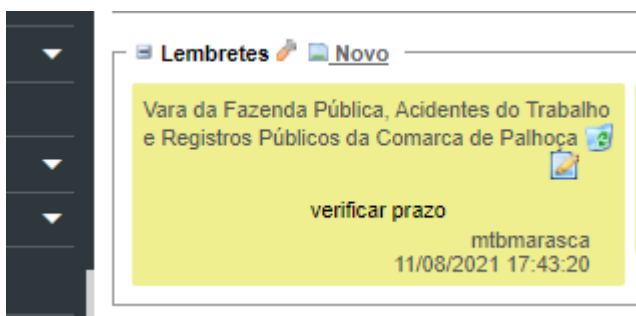 Lembretes Novo
Vara da Fazenda Pública, Acidentes do Trabalho
e Registros Públicos da Comarca de Palhoça
verificar prazo
mtbmarasca
11/08/2021 17:43:20